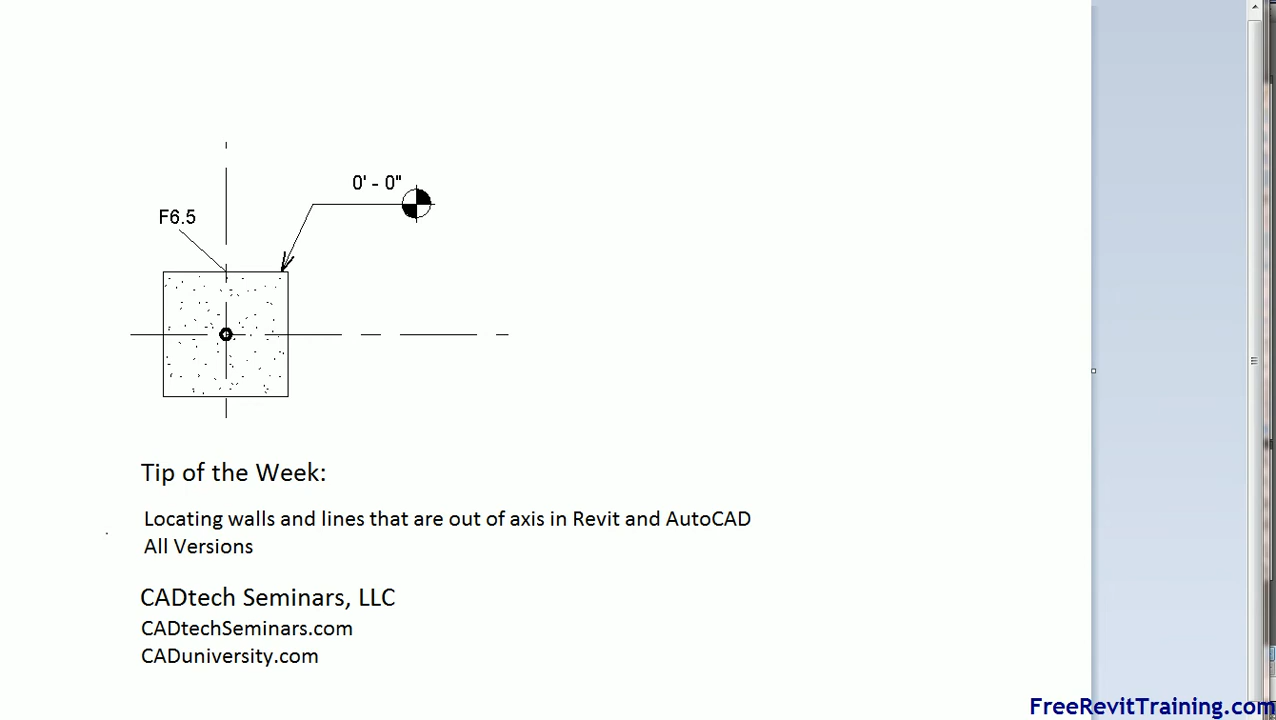 0' - 0"
F6.5
Tip of the Week:
Locating walls and lines that are out of axis in Revit and AutoCAD
All Versions
CADtech Seminars, LLC
CADtechSeminars.com
CADuniversity.com
FreeRevitTraining.com